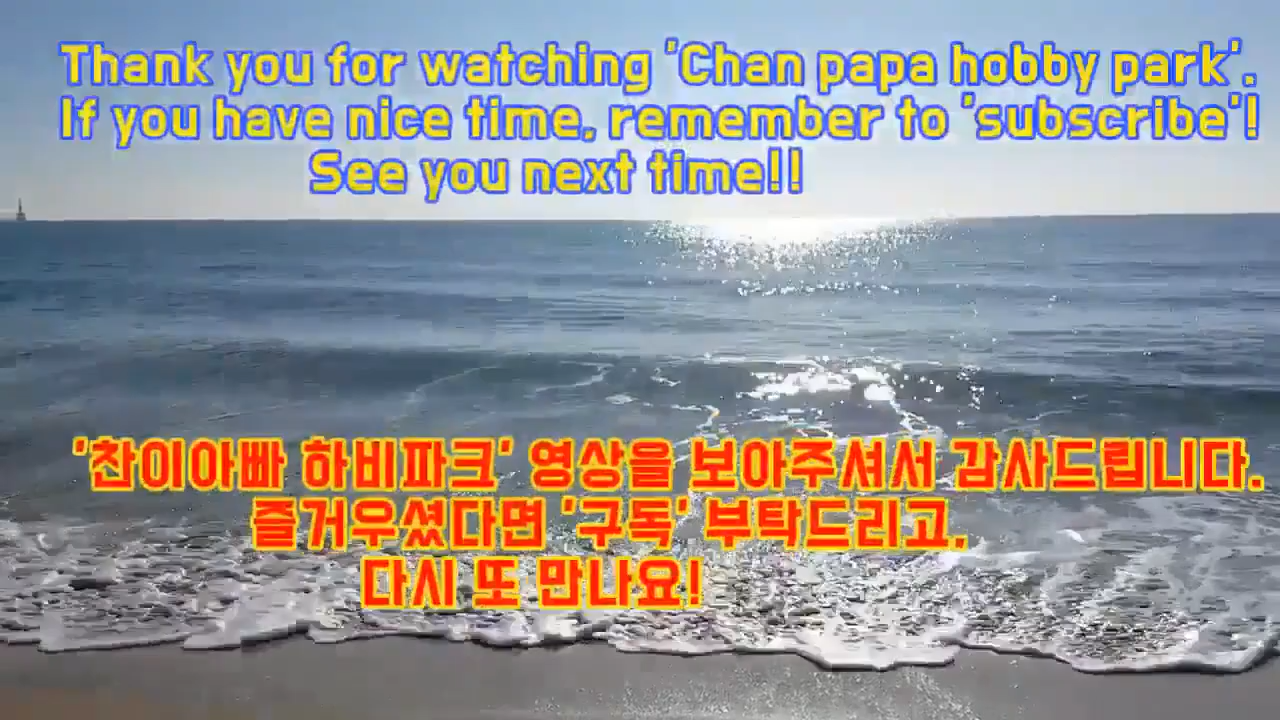 Thank you for watching 'Chan papa hobby park'.
If you have nice time, remember to 'subscribe'!
See you next time!!
'찬이아빠 하비파크' 영상을 보아주셔서 감사드립니다.
즐거우셨다면 '구독' 부탁드리고,
다시 또 만나요!